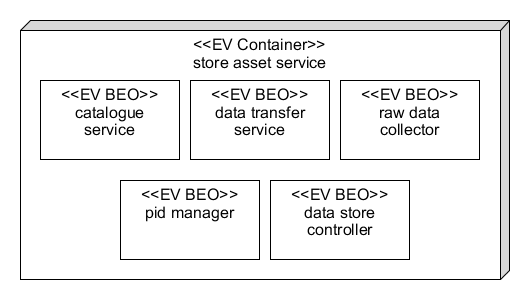 <<EV Container>>
store asset service
<<EV BEO>>
catalogue
service
<<EV BEO>>
data transfer
service
<<EV BEO>>
raw data
collector
<<EV BEO>>
pid manager
<<EV BEO>>
data store
controller